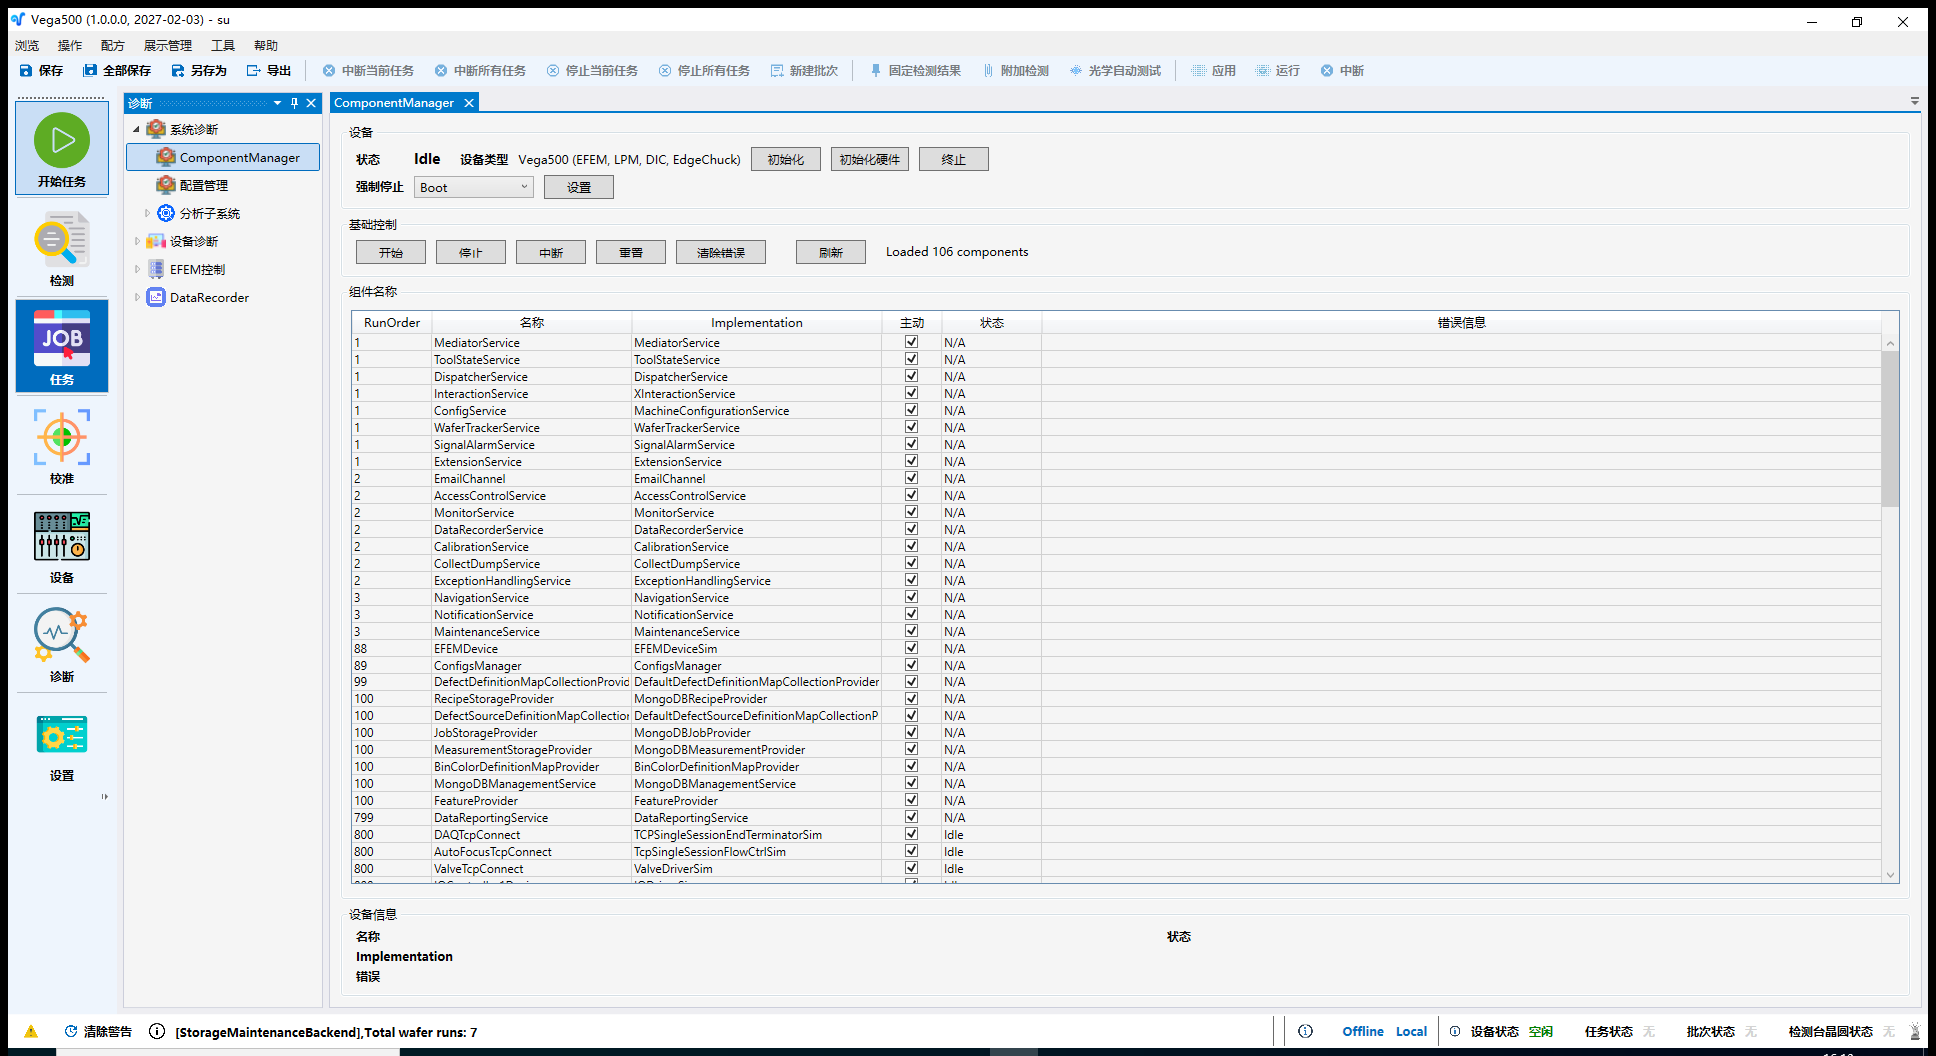 Vega500 (1.0.0.0, 2027-02-03) - su
浏览 操作 配方 展示管理 工具 帮助
保存 全部保存 另存为 导出 中断当前任务 中断所有任务 停止当前任务 停止所有任务 新建批次 固定检测结果 附加检测 光学自动测试 应用 运行 中断
开始任务
检测
JOB
任务
校准
设备
诊断
设置
诊断
系统诊断
ComponentManager
配置管理
分析子系统
设备诊断
EFEM控制
DataRecorder
ComponentManager
设备
状态 Idle 设备类型 Vega500 (EFEM, LPM, DIC, EdgeChuck) 初始化 初始化硬件 终止
强制停止 Boot 设置
基础控制
开始 停止 中断 重置 清除错误 刷新 Loaded 106 components
组件名称
RunOrder 名称 Implementation 主动 状态 错误信息
1 MediatorService MediatorService N/A
1 ToolStateService ToolStateService N/A
1 DispatcherService DispatcherService N/A
1 InteractionService XInteractionService N/A
1 ConfigService MachineConfigurationService N/A
1 WaferTrackerService WaferTrackerService N/A
1 SignalAlarmService SignalAlarmService N/A
1 ExtensionService ExtensionService N/A
2 EmailChannel EmailChannel N/A
2 AccessControlService AccessControlService N/A
2 MonitorService MonitorService N/A
2 DataRecorderService DataRecorderService N/A
2 CalibrationService CalibrationService N/A
2 CollectDumpService CollectDumpService N/A
2 ExceptionHandlingService ExceptionHandlingService N/A
3 NavigationService NavigationService N/A
3 NotificationService NotificationService N/A
3 MaintenanceService MaintenanceService N/A
88 EFEMDevice EFEMDeviceSim N/A
89 ConfigsManager ConfigsManager N/A
99 DefectDefinitionMapCollectionProvid DefaultDefectDefinitionMapCollectionProvider N/A
100 RecipeStorageProvider MongoDBRecipeProvider N/A
100 DefectSourceDefinitionMapCollection DefaultDefectSourceDefinitionMapCollectionP N/A
100 JobStorageProvider MongoDBJobProvider N/A
100 MeasurementStorageProvider MongoDBMeasurementProvider N/A
100 BinColorDefinitionMapProvider BinColorDefinitionMapProvider N/A
100 MongoDBManagementService MongoDBManagementService N/A
100 FeatureProvider FeatureProvider N/A
799 DataReportingService DataReportingService N/A
800 DAQTcpConnect TCPSingleSessionEndTerminatorSim Idle
800 AutoFocusTcpConnect TcpSingleSessionFlowCtrlSim Idle
800 ValveTcpConnect ValveDriverSim Idle
设备信息
名称 状态
Implementation
错误
清除警告 [StorageMaintenanceBackend],Total wafer runs: 7 Offline Local 设备状态 空闲 任务状态 无 批次状态 无 检测台晶圆状态 无